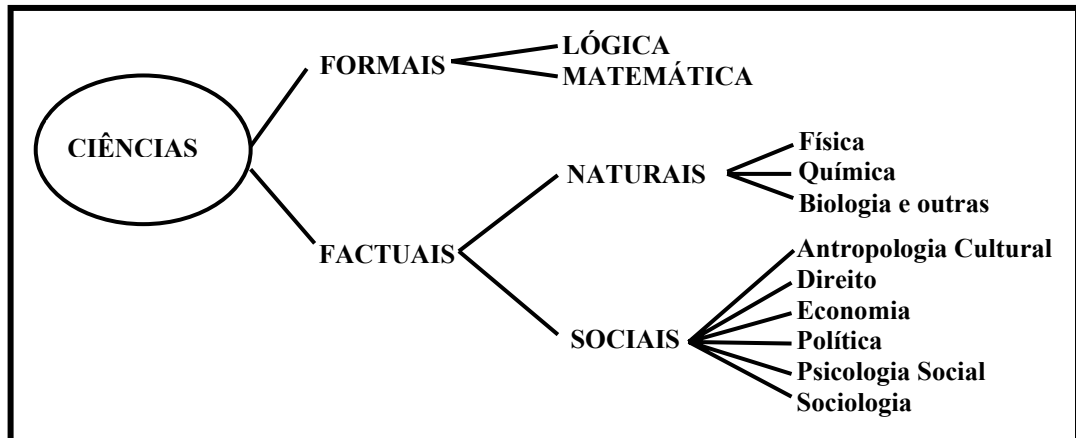 CIÊNCIAS
FORMAIS
LÓGICA
MATEMÁTICA
FACTUAIS
NATURAIS
Física
Química
Biologia e outras
SOCIAIS
Antropologia Cultural
Direito
Economia
Política
Psicologia Social
Sociologia